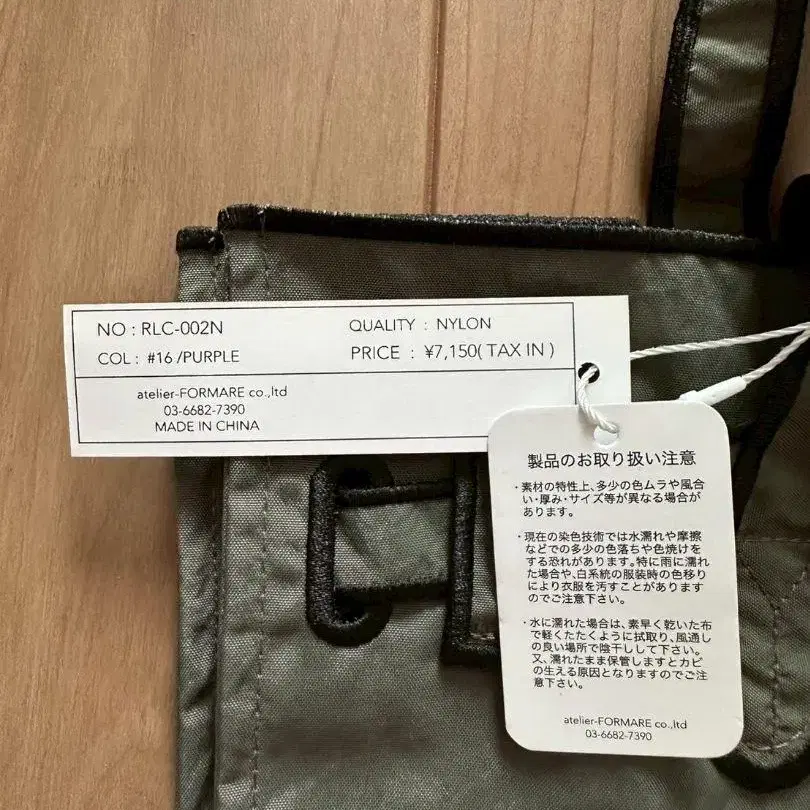 NO : RLC-002N
QUALITY : NYLON
COL : #16 /PURPLE
PRICE : ¥7,150( TAX IN )
atelier-FORMARE co.,ltd
03-6682-7390
MADE IN CHINA
製品のお取り扱い注意
・素材の特性上、多少の色ムラや風合
い・厚み・サイズ等が異なる場合が
あります。
・現在の染色技術では水濡れや摩擦
などでの多少の色落ちや色焼けを
する恐れがあります。特に雨に濡れ
た場合や、白系統の服装時の色移り
により衣服を汚すことがあります
のでご注意下さい。
・水に濡れた場合は、素早く乾いた布
で軽くたたくように拭取り、風通し
の良い場所で陰干しして下さい。
又、濡れたまま保管しますとカビ
の生える原因となりますのでご注
意下さい。
atelier-FORMARE co.,ltd
03-6682-7390